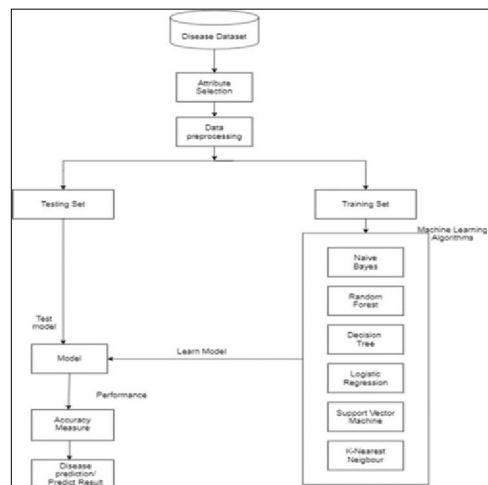 Disease Dataset
Attribute
Selection
Data
preprocessing
Testing Set
Training Set
Machine Learning
Algorithms
Naive
Bayes
Random
Forest
Decision
Tree
Logistic
Regression
Support Vector
Machine
K-Nearest
Neigbour
Test
model
Model
Learn Model
Performance
Accuracy
Measure
Disease prediction/
Predict Result